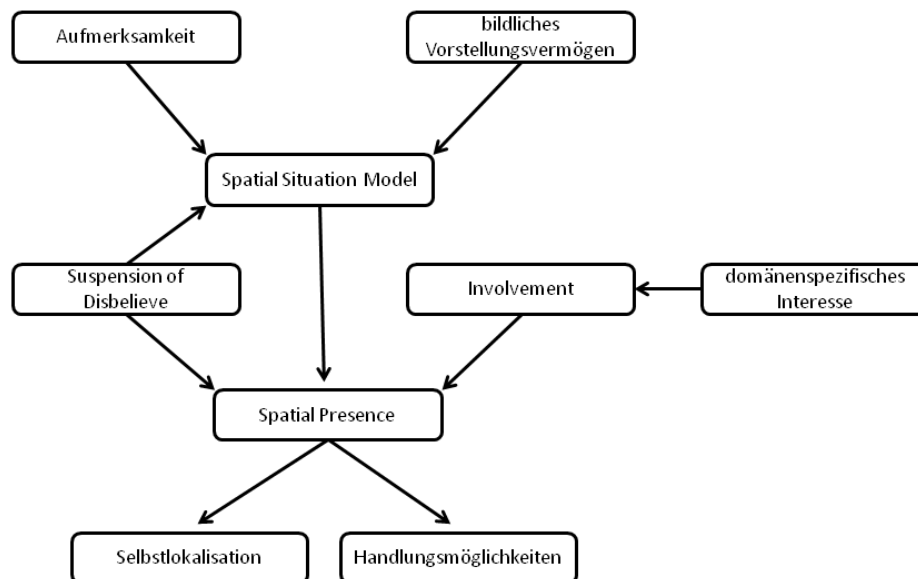 Aufmerksamkeit
bildliches
Vorstellungsvermögen
Spatial Situation Model
Suspension of
Disbelieve
Involvement
domänenspezifisches
Interesse
Spatial Presence
Selbstlokalisation
Handlungsmöglichkeiten